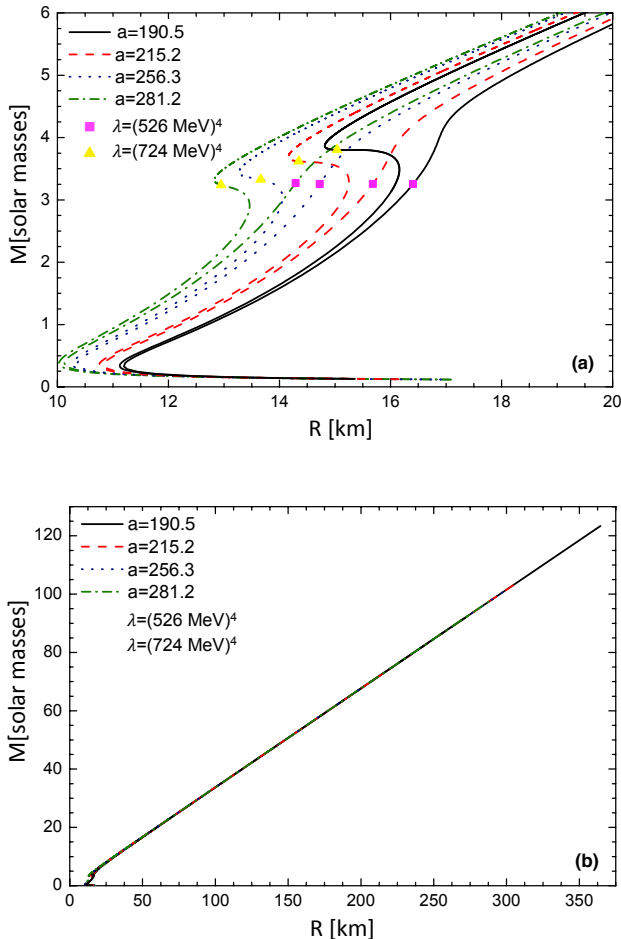 6
5
4
3
2
1
0
M[solar masses]
a=190.5
a=215.2
a=256.3
a=281.2
λ=(526 MeV)⁴
λ=(724 MeV)⁴
(a)
10 12 14 16 18 20
R [km]
120
100
80
60
40
20
0
M[solar masses]
a=190.5
a=215.2
a=256.3
a=281.2
λ=(526 MeV)⁴
λ=(724 MeV)⁴
(b)
0 50 100 150 200 250 300 350
R [km]